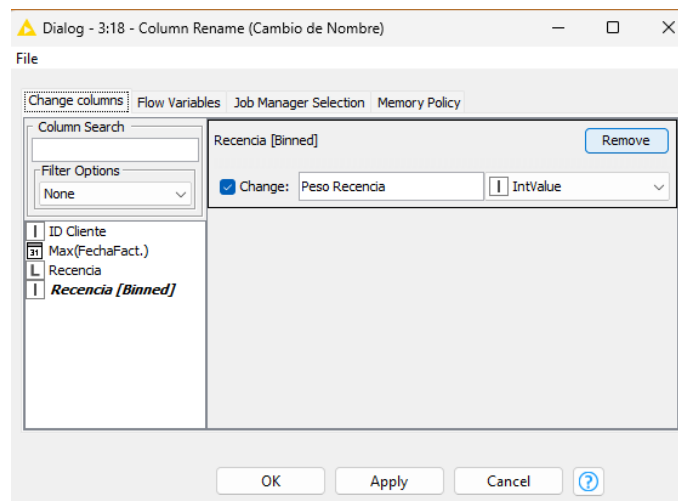 Dialog - 3:18 - Column Rename (Cambio de Nombre)
File
Change columns Flow Variables Job Manager Selection Memory Policy
Column Search
Recencia [Binned] Remove
Filter Options
None
Change: Peso Recencia I IntValue
I ID Cliente
31 Max(FechaFact.)
L Recencia
I Recencia [Binned]
OK Apply Cancel ?